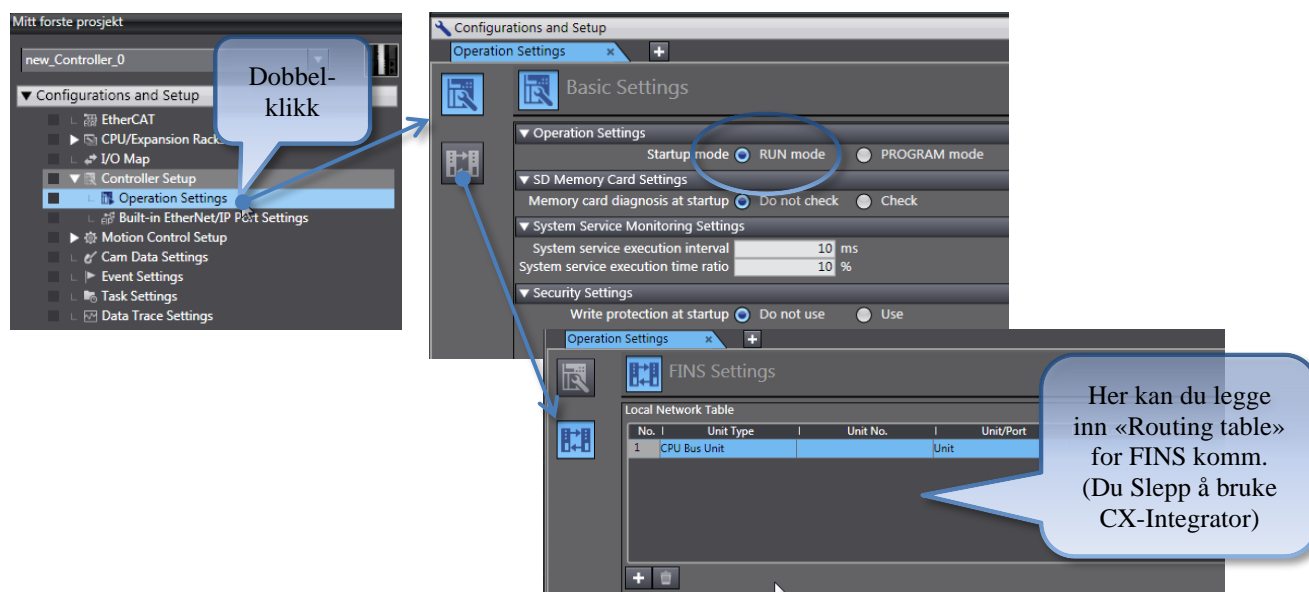 Mitt forste prosjekt
new_Controller_0
Dobbel-
klikk
Configurations and Setup
EtherCAT
CPU/Expansion Racks
I/O Map
Controller Setup
Operation Settings
Built-in EtherNet/IP Port Settings
Motion Control Setup
Cam Data Settings
Event Settings
Task Settings
Data Trace Settings
Configurations and Setup
Operation Settings × +
Basic Settings
Operation Settings
Startup mode RUN mode PROGRAM mode
SD Memory Card Settings
Memory card diagnosis at startup Do not check Check
System Service Monitoring Settings
System service execution interval 10 ms
System service execution time ratio 10 %
Security Settings
Write protection at startup Do not use Use
Operation Settings × +
FINS Settings
Local Network Table
No. | Unit Type | Unit No. | Unit/Port
1 CPU Bus Unit Unit
Her kan du legge
inn «Routing table»
for FINS komm.
(Du Slepp å bruke
CX-Integrator)